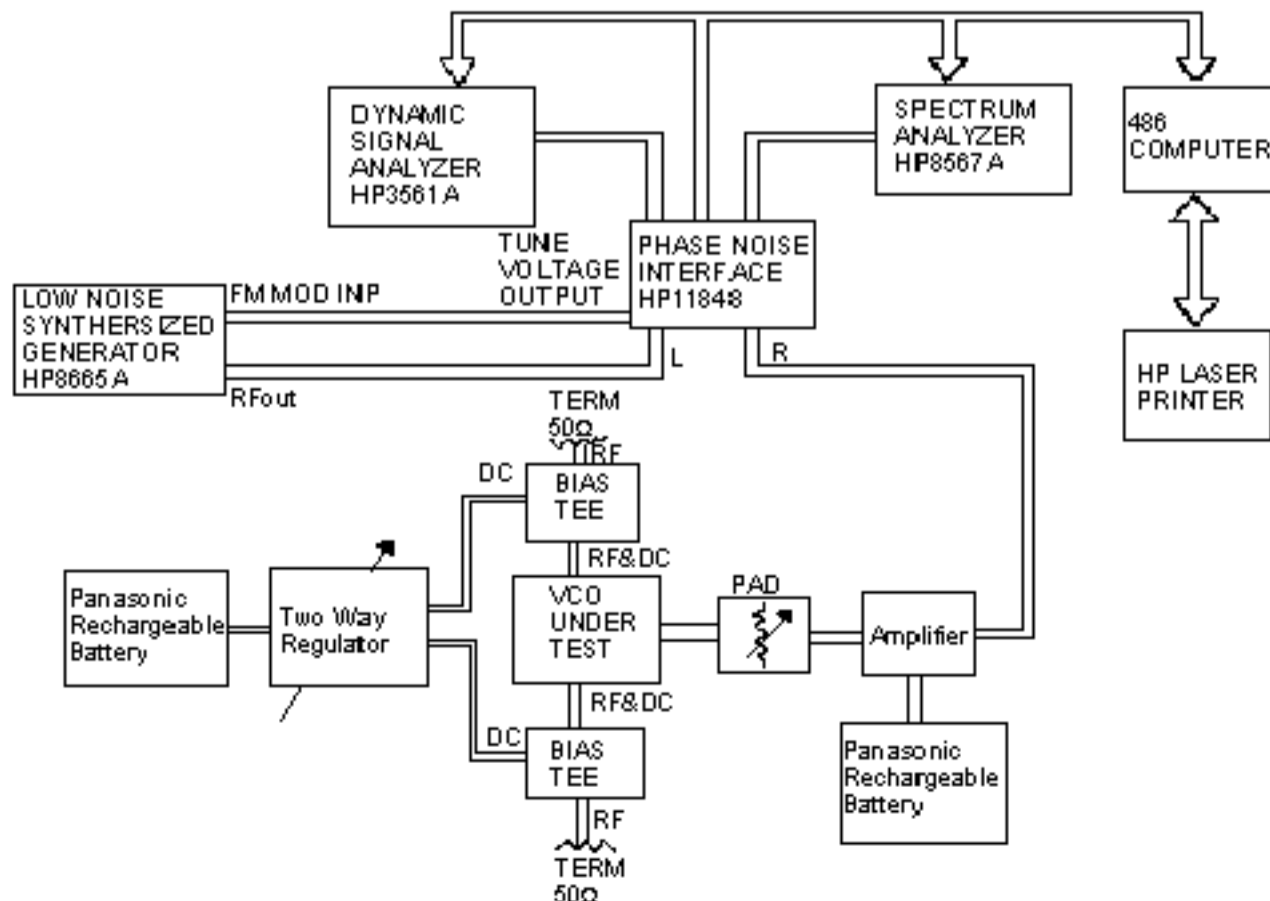 DYNAMIC
SIGNAL
ANALYZER
HP3561A
SPECTRUM
ANALYZER
HP8567A
486
COMPUTER
TUNE
VOLTAGE
OUTPUT
PHASE NOISE
INTERFACE
HP11848
LOW NOISE
SYNTHERSIZED
GENERATOR
HP8665A
FM MOD INP
RFout
L
R
HP LASER
PRINTER
TERM
50Ω
RF
DC
BIAS
TEE
RF&DC
Panasonic
Rechargeable
Battery
Two Way
Regulator
VCO
UNDER
TEST
PAD
Amplifier
RF&DC
DC
BIAS
TEE
RF
TERM
50Ω
Panasonic
Rechargeable
Battery